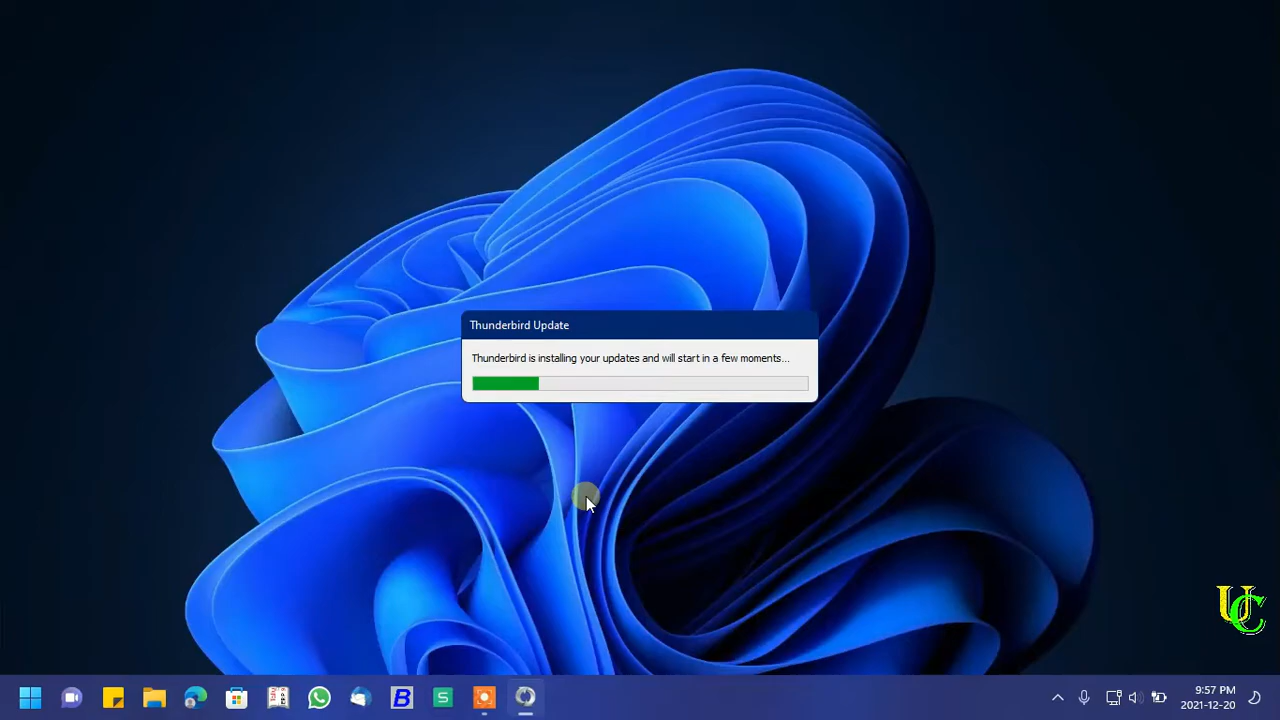 Thunderbird Update
Thunderbird is installing your updates and will start in a few moments...
UC
B
S
9:57 PM
2021-12-20